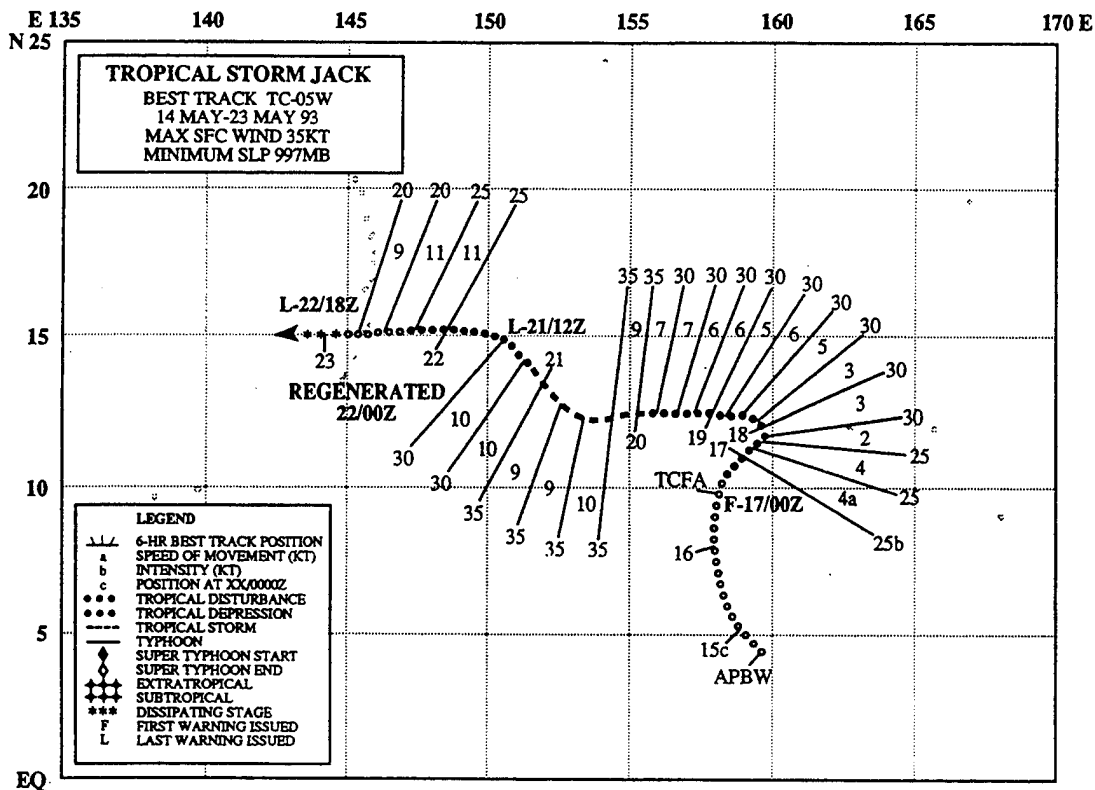 E 135 140 145 150 155 160 165 170 E
N 25
TROPICAL STORM JACK
BEST TRACK TC-05W
14 MAY-23 MAY 93
MAX SFC WIND 35KT
MINIMUM SLP 997MB
20
20 20 25 25
9 11 11
35 35 30 30 30 30 30 30 30 30
9 7 7 6 6 5 6 5 3 3 2 4 4a
L-22/18Z
L-21/12Z
15
23 22 21 20 19 18 17
REGENERATED
22/00Z
30 25 25 25b
10 10 9 9 10
30 30 35 35 35 35
TCFA
F-17/00Z
10
16
5
15c
APBW
EQ
LEGEND
6-HR BEST TRACK POSITION
a SPEED OF MOVEMENT (KT)
b INTENSITY (KT)
c POSITION AT XX/0000Z
TROPICAL DISTURBANCE
TROPICAL DEPRESSION
TROPICAL STORM
TYPHOON
SUPER TYPHOON START
SUPER TYPHOON END
EXTRATROPICAL
SUBTROPICAL
*** DISSIPATING STAGE
F FIRST WARNING ISSUED
L LAST WARNING ISSUED